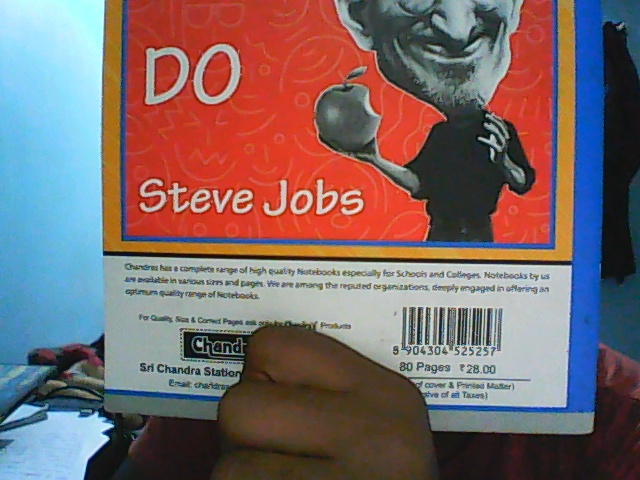 DO
Steve Jobs
Chandras has a complete range of high quality Notebooks especially for Schools and Colleges. Notebooks by us
are available in various sizes and pages. We are among the reputed organizations, deeply engaged in offering an
optimum quality range of Notebooks.
For Quality, Size & Correct Pages ask only for Products
Sri Chandra Station
Email:
8 904304 525257
80 Pages ₹28.00
of cover & Printed Matter)
of all Taxes)